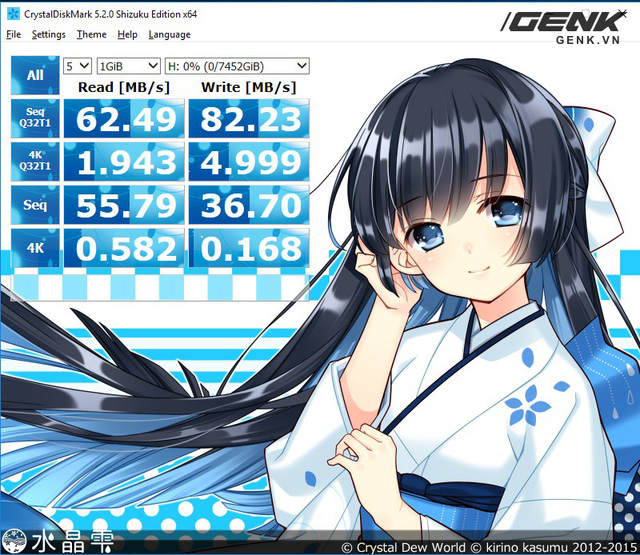 CrystalDiskMark 5.2.0 Shizuku Edition x64
GENK
GENK.VN
File Settings Theme Help Language
All 5 1GiB H: 0% (0/7452GiB)
Read [MB/s] Write [MB/s]
Seq Q32T1 62.49 82.23
4K Q32T1 1.943 4.999
Seq 55.79 36.70
4K 0.582 0.168
水晶雫
© Crystal Dew World © kirino kasumu 2012-2015